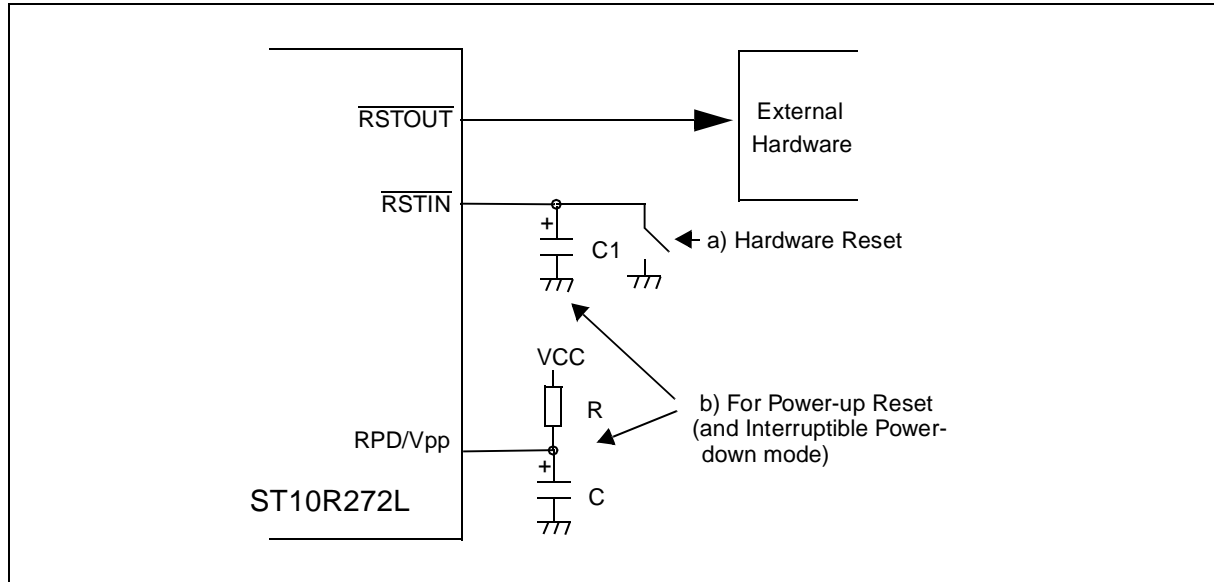 RSTOUT
External
Hardware
RSTIN
+
C1
a) Hardware Reset
VCC
R
b) For Power-up Reset
(and Interruptible Power-
down mode)
RPD/Vpp
+
C
ST10R272L